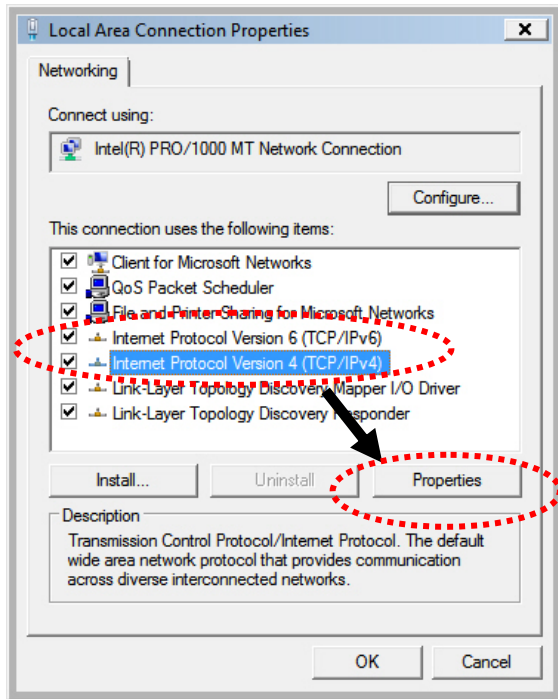 Local Area Connection Properties
Networking
Connect using:
Intel(R) PRO/1000 MT Network Connection
Configure...
This connection uses the following items:
Client for Microsoft Networks
QoS Packet Scheduler
File and Printer Sharing for Microsoft Networks
Internet Protocol Version 6 (TCP/IPv6)
Internet Protocol Version 4 (TCP/IPv4)
Link-Layer Topology Discovery Mapper I/O Driver
Link-Layer Topology Discovery Responder
Install... Uninstall Properties
Description
Transmission Control Protocol/Internet Protocol. The default
wide area network protocol that provides communication
across diverse interconnected networks.
OK Cancel